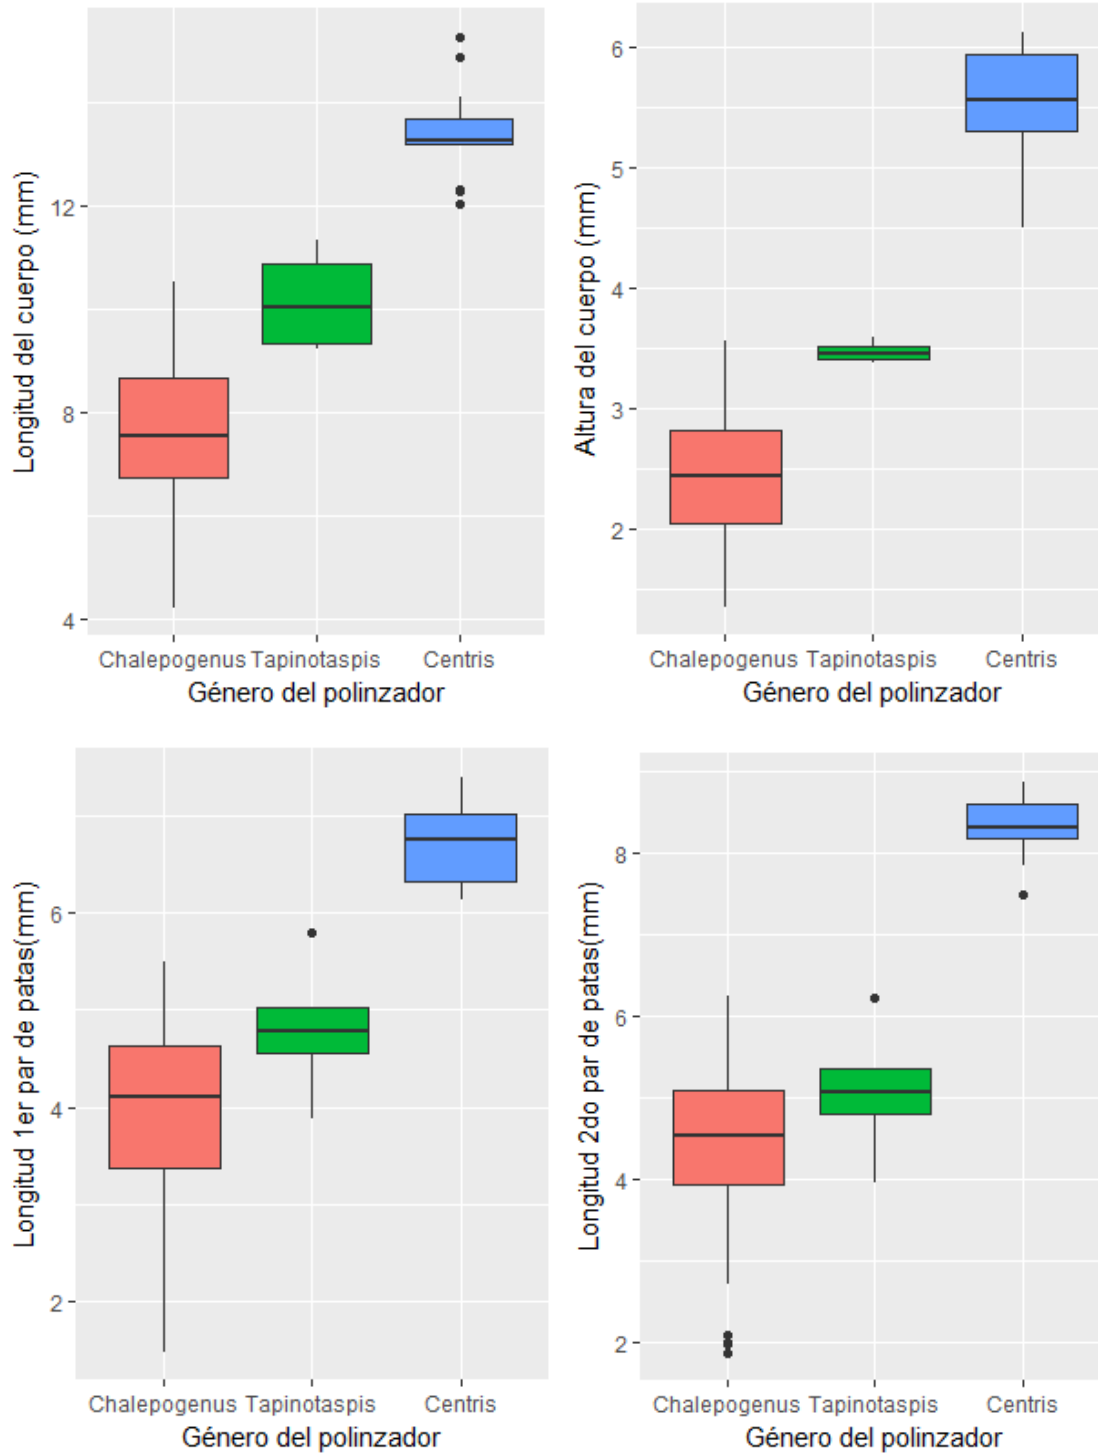 Longitud del cuerpo (mm)
12
8
4
Chalepogenus Tapinotaspis Centris
Género del polinzador
Altura del cuerpo (mm)
6
5
4
3
2
Chalepogenus Tapinotaspis Centris
Género del polinzador
Longitud 1er par de patas(mm)
6
4
2
Chalepogenus Tapinotaspis Centris
Género del polinzador
Longitud 2do par de patas(mm)
8
6
4
2
Chalepogenus Tapinotaspis Centris
Género del polinzador